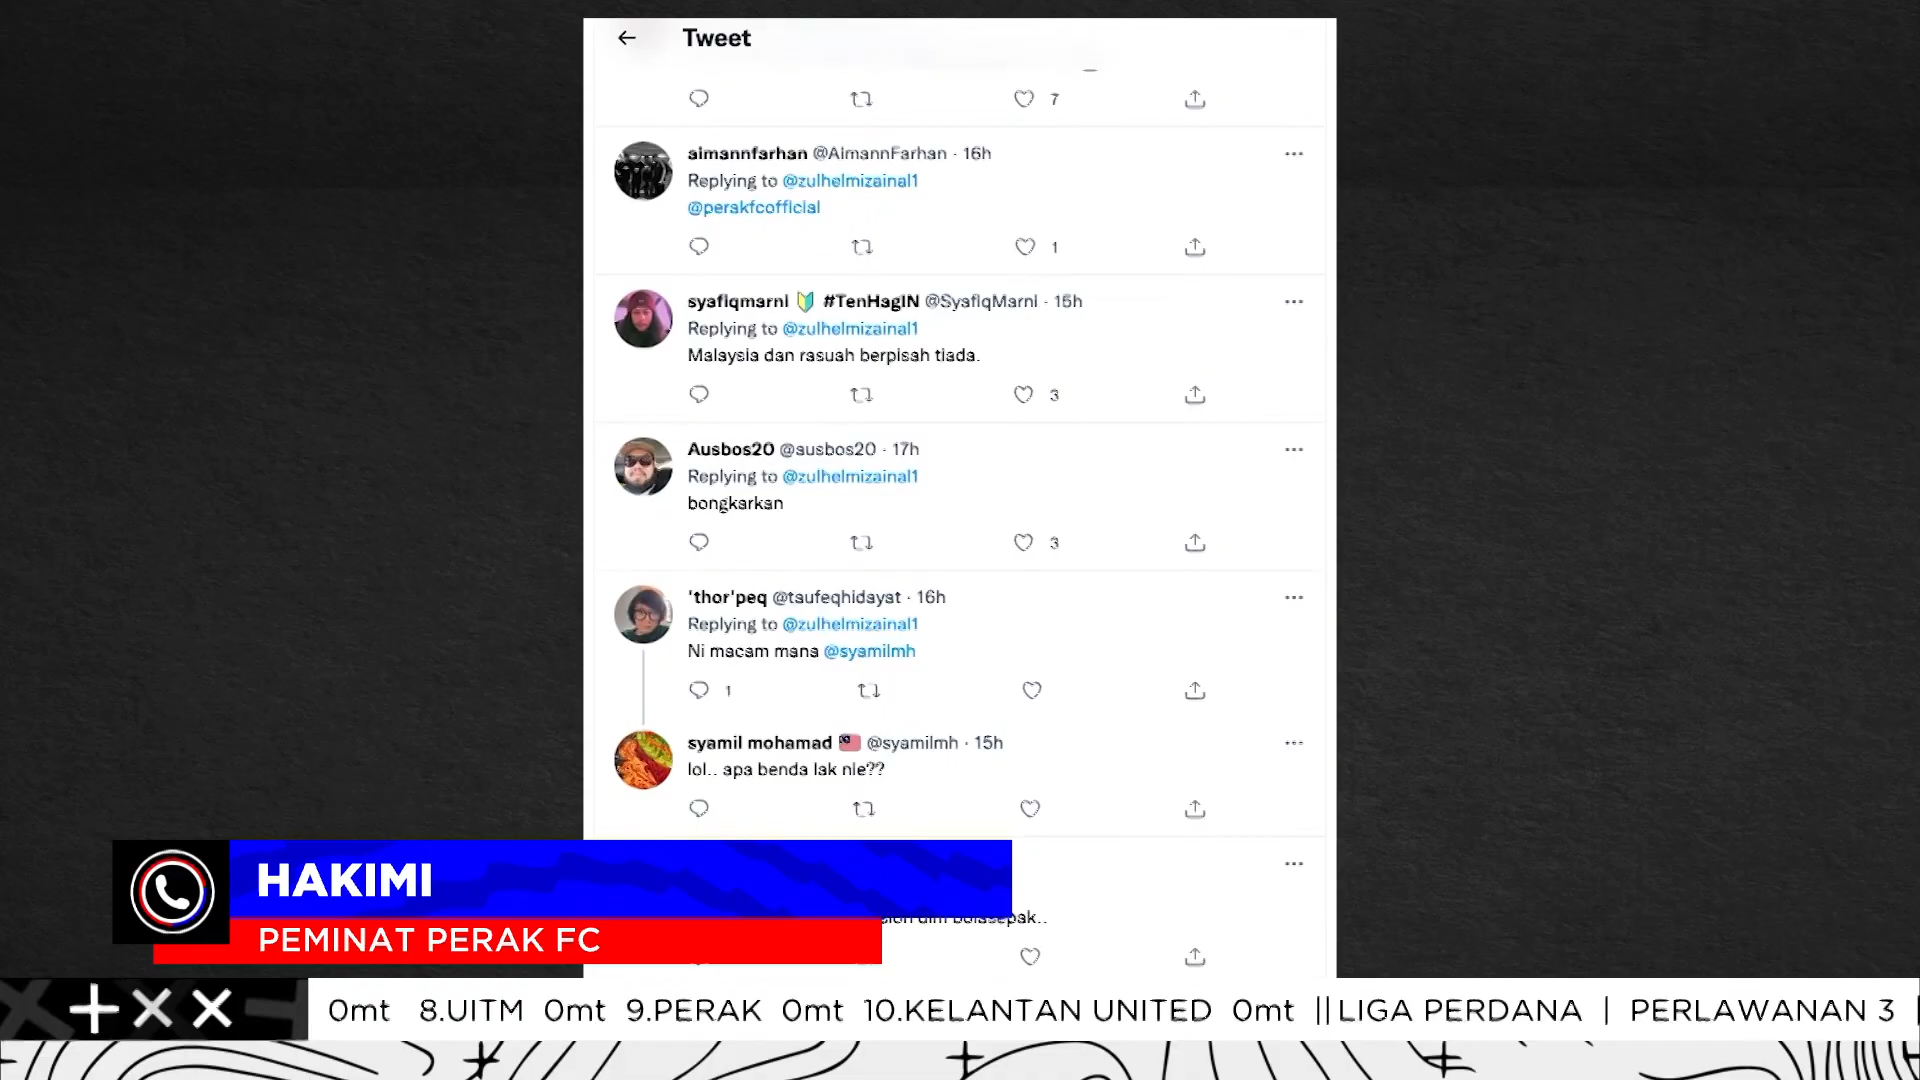 Tweet
7
aimannfarhan @AimannFarhan · 16h
Replying to @zulhelmizainal1
@perakfcofficial
1
syafiqmarni 🔰 #TenHagIN @SyafiqMarni · 15h
Replying to @zulhelmizainal1
Malaysia dan rasuah berpisah tiada.
3
Ausbos20 @ausbos20 · 17h
Replying to @zulhelmizainal1
bongkarkan
3
'thor'peq @taufeqhidayat · 16h
Replying to @zulhelmizainal1
Ni macam mana @syamilmh
1
syamil mohamad 🇲🇾 @syamilmh · 15h
lol.. apa benda lak nie??
HAKIMI
PEMINAT PERAK FC
0mt 8.UITM 0mt 9.PERAK 0mt 10.KELANTAN UNITED 0mt || LIGA PERDANA | PERLAWANAN 3 |